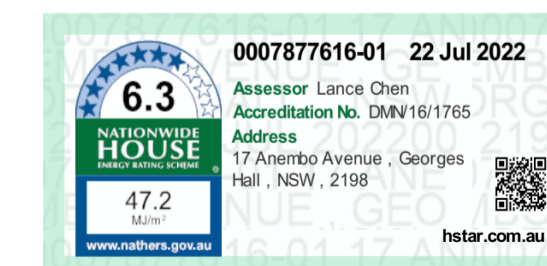 0007877616-01 22 Jul 2022
6.3
Assessor Lance Chen
Accreditation No. DMN/16/1765
Address
17 Anembo Avenue , Georges
Hall , NSW , 2198
NATIONWIDE
HOUSE
ENERGY RATING SCHEME
47.2
MJ/m²
www.nathers.gov.au
hstar.com.au